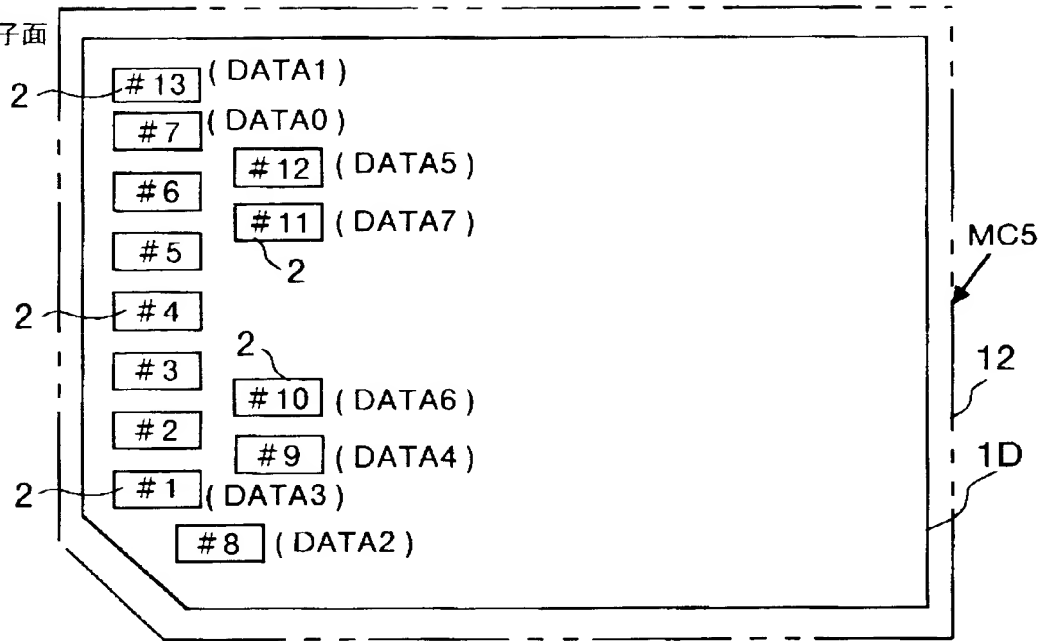 子面
2 #13 (DATA1)
#7 (DATA0)
#12 (DATA5)
#6
#11 (DATA7)
2
#5
MC5
2 #4
2
12
#3
#10 (DATA6)
#2
#9 (DATA4)
1D
2 #1 (DATA3)
#8 (DATA2)